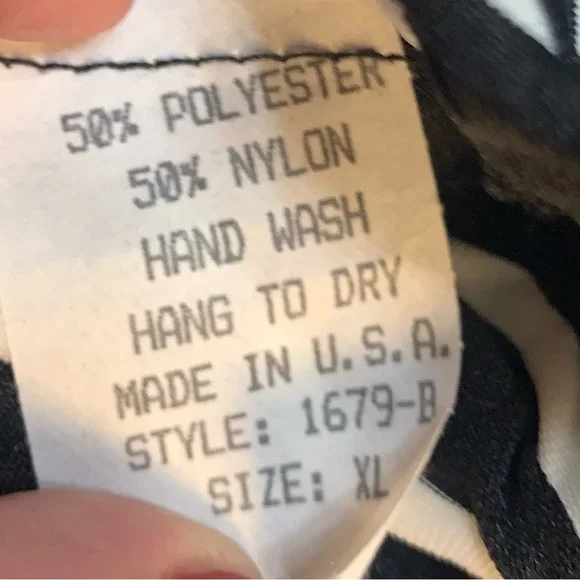 50% POLYESTER
50% NYLON
HAND WASH
HANG TO DRY
MADE IN U.S.A.
STYLE: 1679-B
SIZE: XL